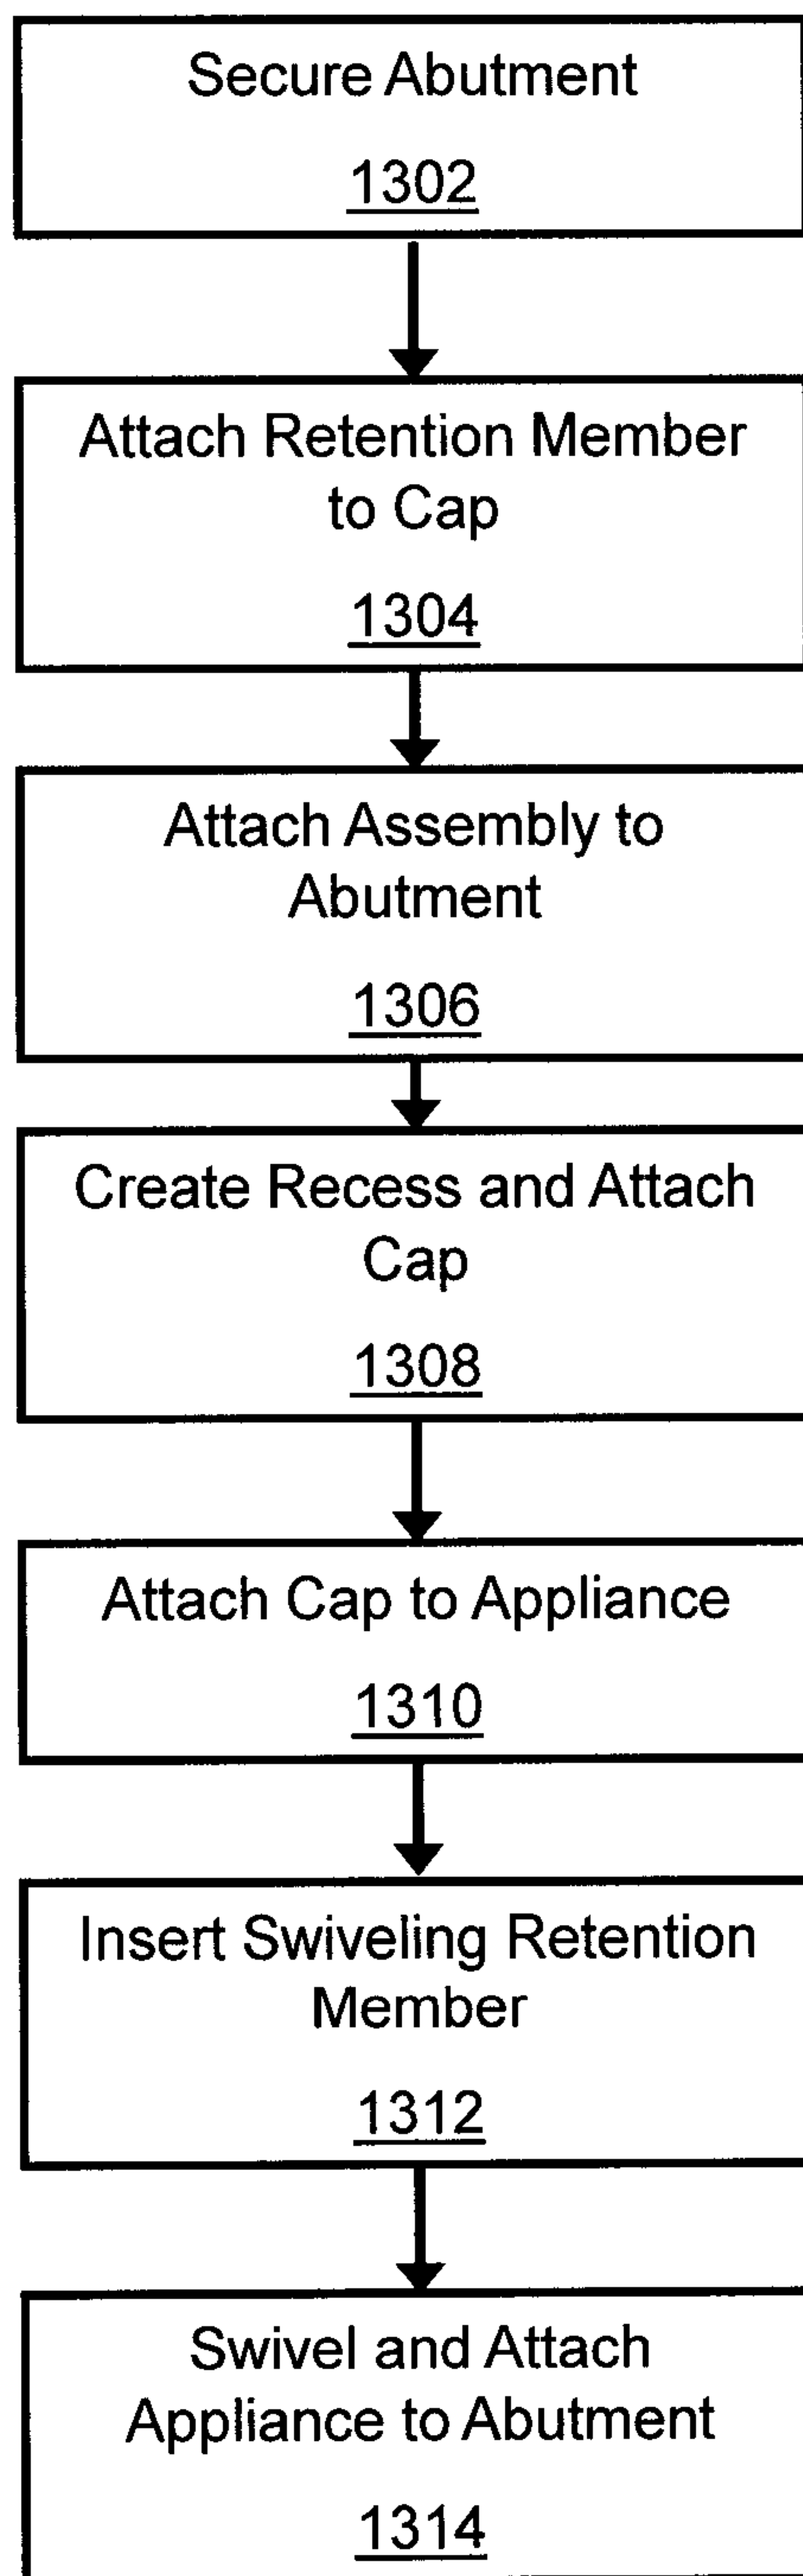 Secure Abutment
1302
Attach Retention Member
to Cap
1304
Attach Assembly to
Abutment
1306
Create Recess and Attach
Cap
1308
Attach Cap to Appliance
1310
Insert Swiveling Retention
Member
1312
Swivel and Attach
Appliance to Abutment
1314